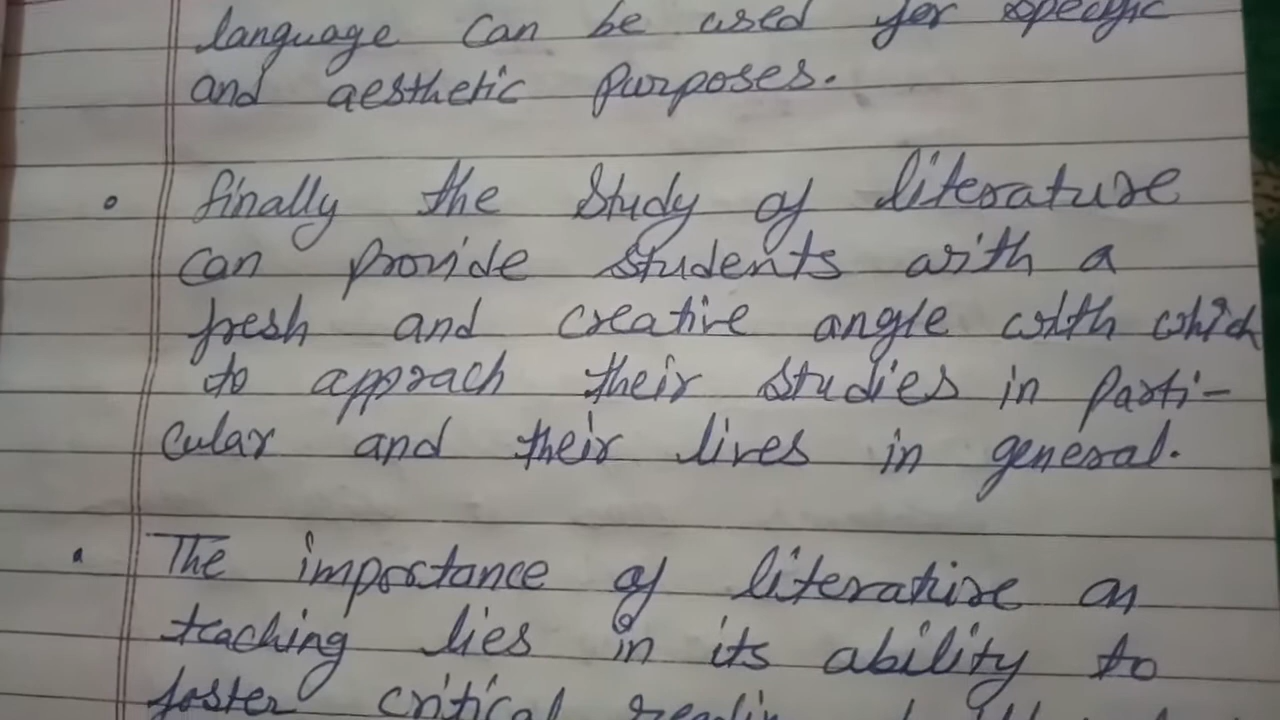 language can be used for specific
and aesthetic purposes.
finally the study of literature
can provide students with a
fresh and creative angle with which
to apprach their studies in parti-
cular and their lives in general.
The importance of literature on
teaching lies in its ability to
foster critical